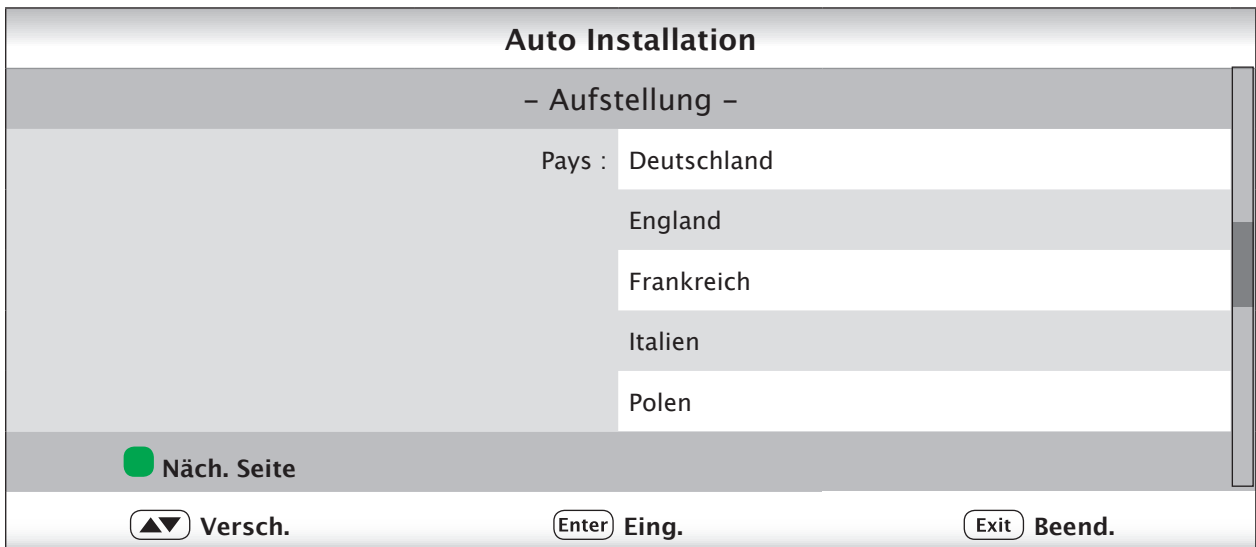 Auto Installation
– Aufstellung –
Pays : Deutschland
England
Frankreich
Italien
Polen
Näch. Seite
▲▼ Versch. Enter Eing. Exit Beend.